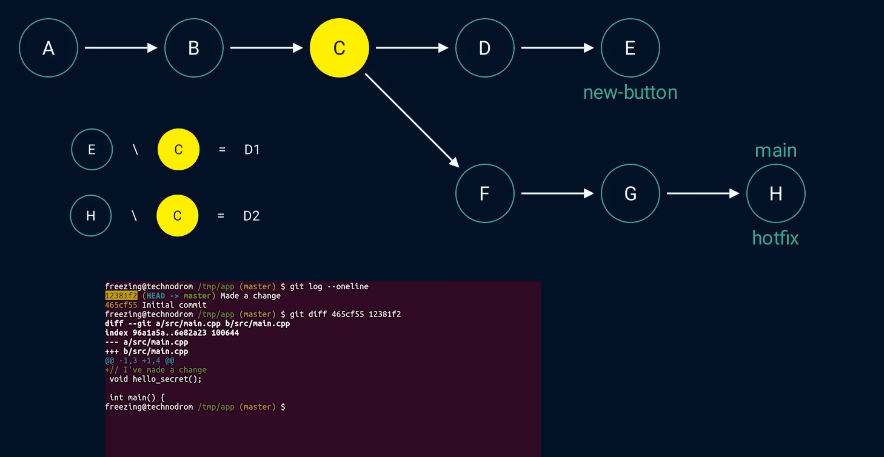 A B C D E
new-button
main
F G H
hotfix
E \ C = D1
H \ C = D2
freezing@technodrom /tmp/app (master) $ git log --oneline
12381f2 (HEAD -> master) Made a change
465cf55 Initial commit
freezing@technodrom /tmp/app (master) $ git diff 465cf55 12381f2
diff --git a/src/main.cpp b/src/main.cpp
index 96a1a5a..6e82a23 100644
--- a/src/main.cpp
+++ b/src/main.cpp
@@ -1,3 +1,4 @@
+// I've made a change
 void hello_secret();

 int main() {
freezing@technodrom /tmp/app (master) $